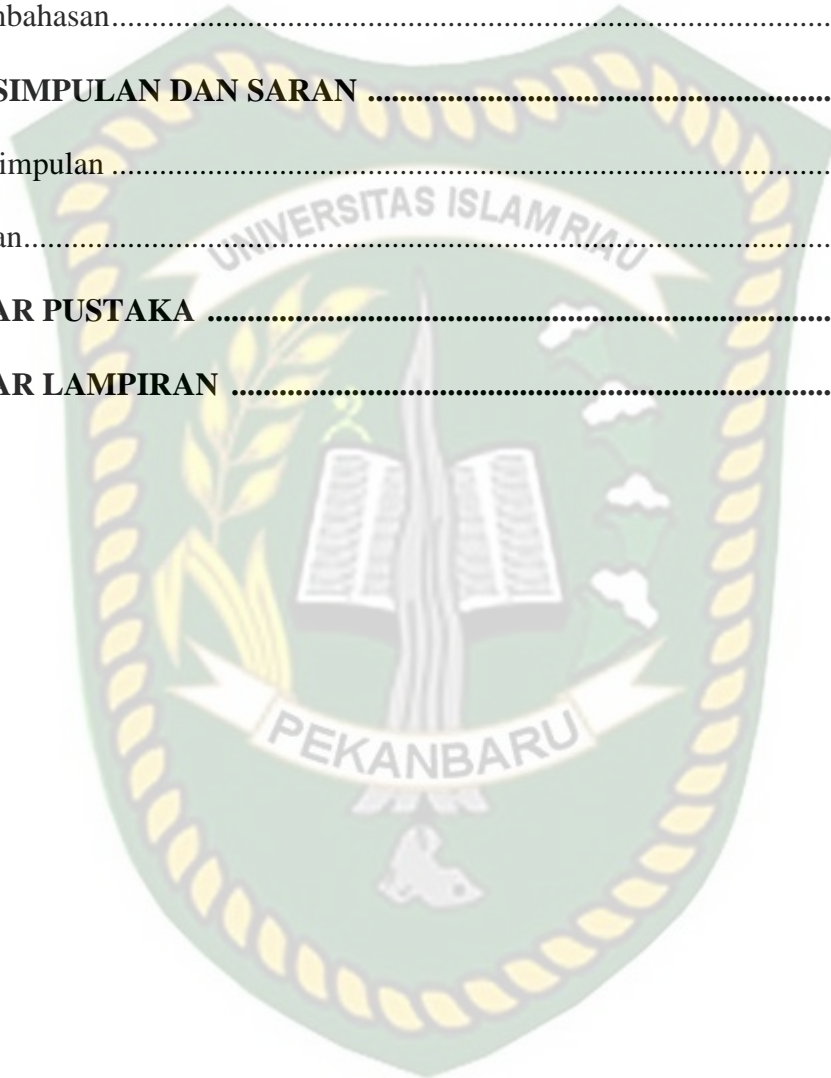 mbahasan..............................................................................................
SIMPULAN DAN SARAN ...........................................................
impulan ..............................................................................................
an.........................................................................................................
AR PUSTAKA ...............................................................................
AR LAMPIRAN ............................................................................
UNIVERSITAS ISLAM RIAU
PEKANBARU